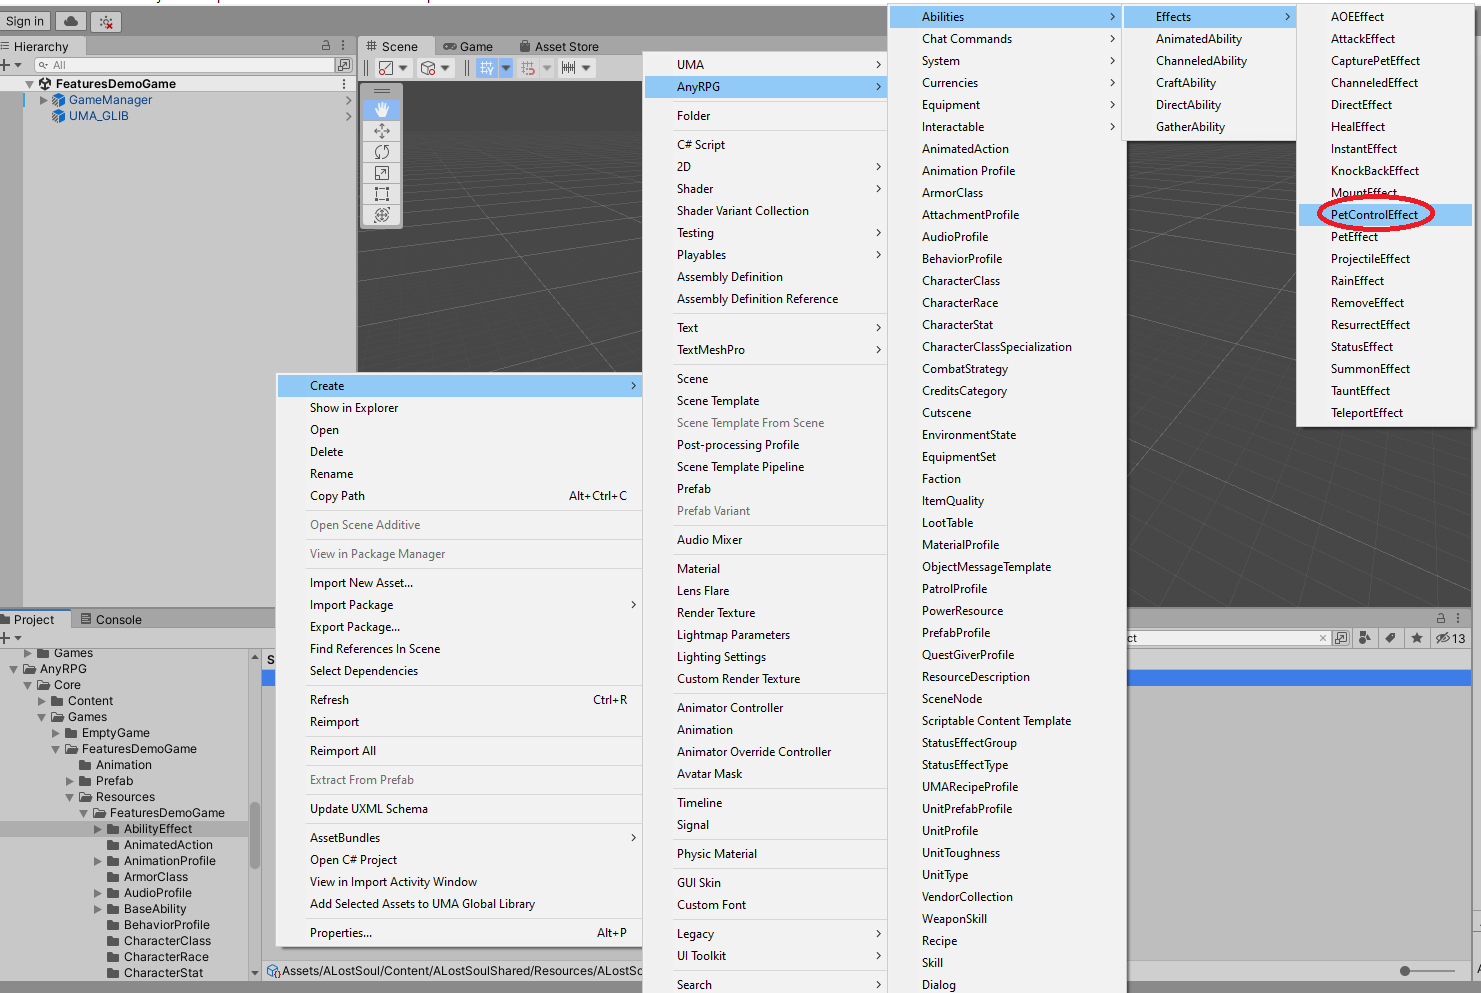 Sign in
Hierarchy
All
FeaturesDemoGame
GameManager
UMA_GLIB
Scene
Game
Asset Store
Create
Show in Explorer
Open
Delete
Rename
Copy Path Alt+Ctrl+C
Open Scene Additive
View in Package Manager
Import New Asset...
Import Package
Export Package...
Find References In Scene
Select Dependencies
Refresh Ctrl+R
Reimport
Reimport All
Extract From Prefab
Update UXML Schema
AssetBundles
Open C# Project
View in Import Activity Window
Add Selected Assets to UMA Global Library
Properties... Alt+P
UMA
AnyRPG
Folder
C# Script
2D
Shader
Shader Variant Collection
Testing
Playables
Assembly Definition
Assembly Definition Reference
Text
TextMeshPro
Scene
Scene Template
Scene Template From Scene
Post-processing Profile
Scene Template Pipeline
Prefab
Prefab Variant
Audio Mixer
Material
Lens Flare
Render Texture
Lightmap Parameters
Lighting Settings
Custom Render Texture
Animator Controller
Animation
Animator Override Controller
Avatar Mask
Timeline
Signal
Physic Material
GUI Skin
Custom Font
Legacy
UI Toolkit
Search
Abilities
Chat Commands
System
Currencies
Equipment
Interactable
AnimatedAction
Animation Profile
ArmorClass
AttachmentProfile
AudioProfile
BehaviorProfile
CharacterClass
CharacterRace
CharacterStat
CharacterClassSpecialization
CombatStrategy
CreditsCategory
Cutscene
EnvironmentState
EquipmentSet
Faction
ItemQuality
LootTable
MaterialProfile
ObjectMessageTemplate
PatrolProfile
PowerResource
PrefabProfile
QuestGiverProfile
ResourceDescription
SceneNode
Scriptable Content Template
StatusEffectGroup
StatusEffectType
UMARecipeProfile
UnitPrefabProfile
UnitProfile
UnitToughness
UnitType
VendorCollection
WeaponSkill
Recipe
Skill
Dialog
Effects
AnimatedAbility
ChanneledAbility
CraftAbility
DirectAbility
GatherAbility
AOEEffect
AttackEffect
CapturePetEffect
ChanneledEffect
DirectEffect
HealEffect
InstantEffect
KnockBackEffect
MountEffect
PetControlEffect
PetEffect
ProjectileEffect
RainEffect
RemoveEffect
ResurrectEffect
StatusEffect
SummonEffect
TauntEffect
TeleportEffect
Project
Console
ct
13
Games
AnyRPG
Core
Content
Games
EmptyGame
FeaturesDemoGame
Animation
Prefab
Resources
FeaturesDemoGame
AbilityEffect
AnimatedAction
AnimationProfile
ArmorClass
AudioProfile
BaseAbility
BehaviorProfile
CharacterClass
CharacterRace
CharacterStat
S
Assets/ALostSoul/Content/ALostSoulShared/Resources/ALostSo